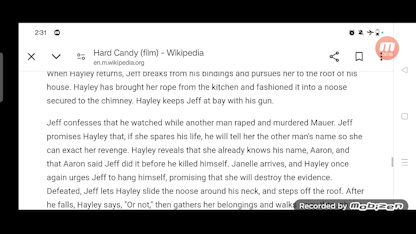 2:31
Hard Candy (film) - Wikipedia
en.m.wikipedia.org
When Hayley returns, Jeff breaks from his bindings and pursues her to the roof of his
house. Hayley has brought her rope from the kitchen and fashioned it into a noose
secured to the chimney. Hayley keeps Jeff at bay with his gun.
Jeff confesses that he watched while another man raped and murdered Mauer. Jeff
promises Hayley that, if she spares his life, he will tell her the other man's name so she
can exact her revenge. Hayley reveals that she already knows his name, Aaron, and
that Aaron said Jeff did it before he killed himself. Janelle arrives, and Hayley once
again urges Jeff to hang himself, promising that she will destroy the evidence.
Defeated, Jeff lets Hayley slide the noose around his neck, and steps off the roof. After
he falls, Hayley says, "Or not," then gathers her belongings and walks
Recorded by MOBIZEN